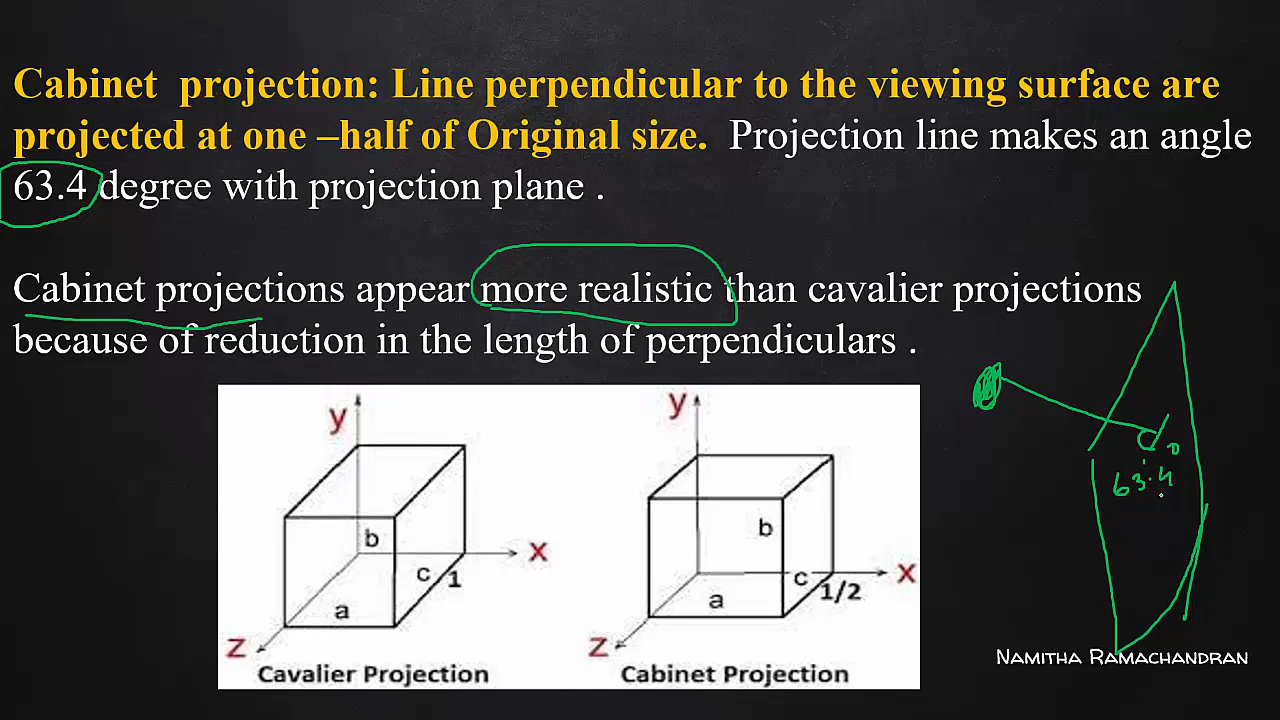 Cabinet projection: Line perpendicular to the viewing surface are
projected at one –half of Original size. Projection line makes an angle
63.4 degree with projection plane .
Cabinet projections appear more realistic than cavalier projections
because of reduction in the length of perpendiculars .
y
b
x
c
1
a
z
Cavalier Projection
y
b
x
c
1/2
a
z
Cabinet Projection
63.4
Namitha Ramachandran